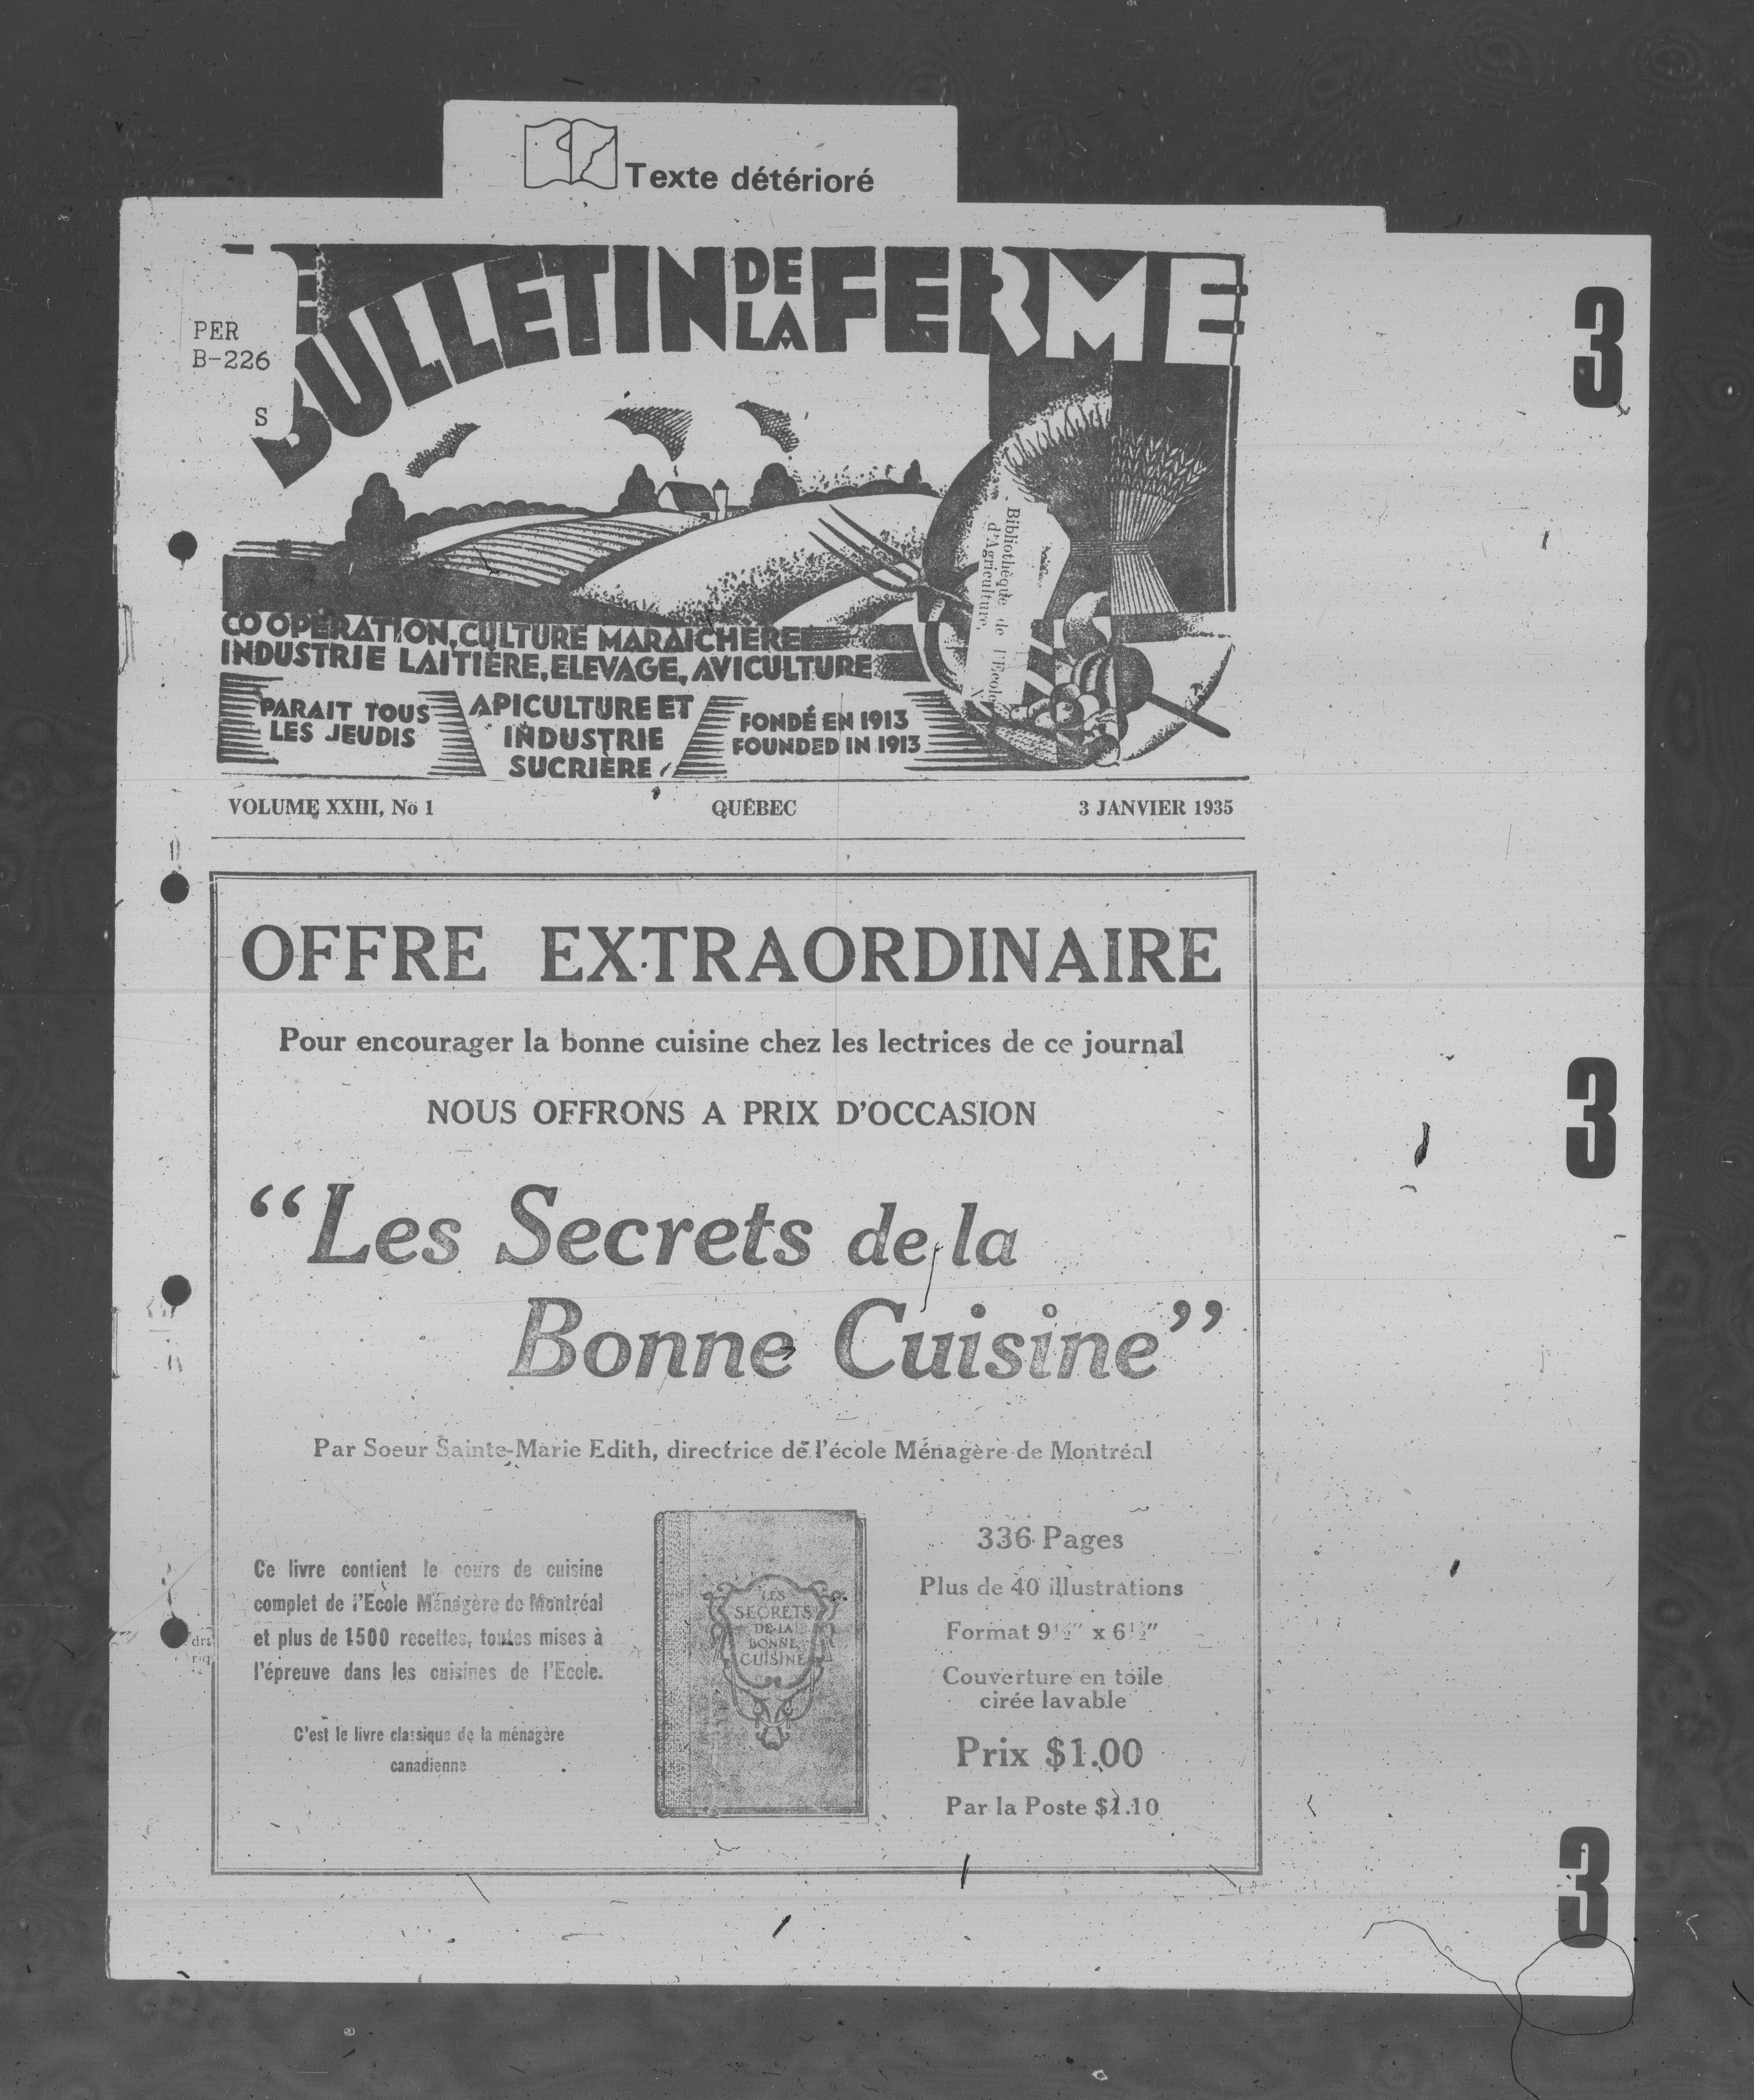 Texte détérioré
BULLETIN DE LA FERME
PER
B-226
S
Bibliothèque de l'Ecole
d'Agriculture,
COOPÉRATION, CULTURE MARAICHÈRE
INDUSTRIE LAITIÈRE, ELEVAGE, AVICULTURE
PARAIT TOUS
LES JEUDIS
APICULTURE ET
INDUSTRIE
SUCRIÈRE
FONDÉ EN 1913
FOUNDED IN 1913
VOLUME XXIII, No 1 QUÉBEC 3 JANVIER 1935
OFFRE EXTRAORDINAIRE
Pour encourager la bonne cuisine chez les lectrices de ce journal
NOUS OFFRONS A PRIX D'OCCASION
“Les Secrets de la
Bonne Cuisine”
Par Soeur Sainte-Marie Edith, directrice de l'école Ménagère de Montréal
Ce livre contient le cours de cuisine
complet de l'Ecole Ménagère de Montréal
et plus de 1500 recettes, toutes mises à
l'épreuve dans les cuisines de l'Ecole.
C'est le livre classique de la ménagère
canadienne
LES
SECRETS
DE LA
BONNE
CUISINE
336 Pages
Plus de 40 illustrations
Format 9½″ x 6½″
Couverture en toile
cirée lavable
Prix $1.00
Par la Poste $1.10
3
3
3